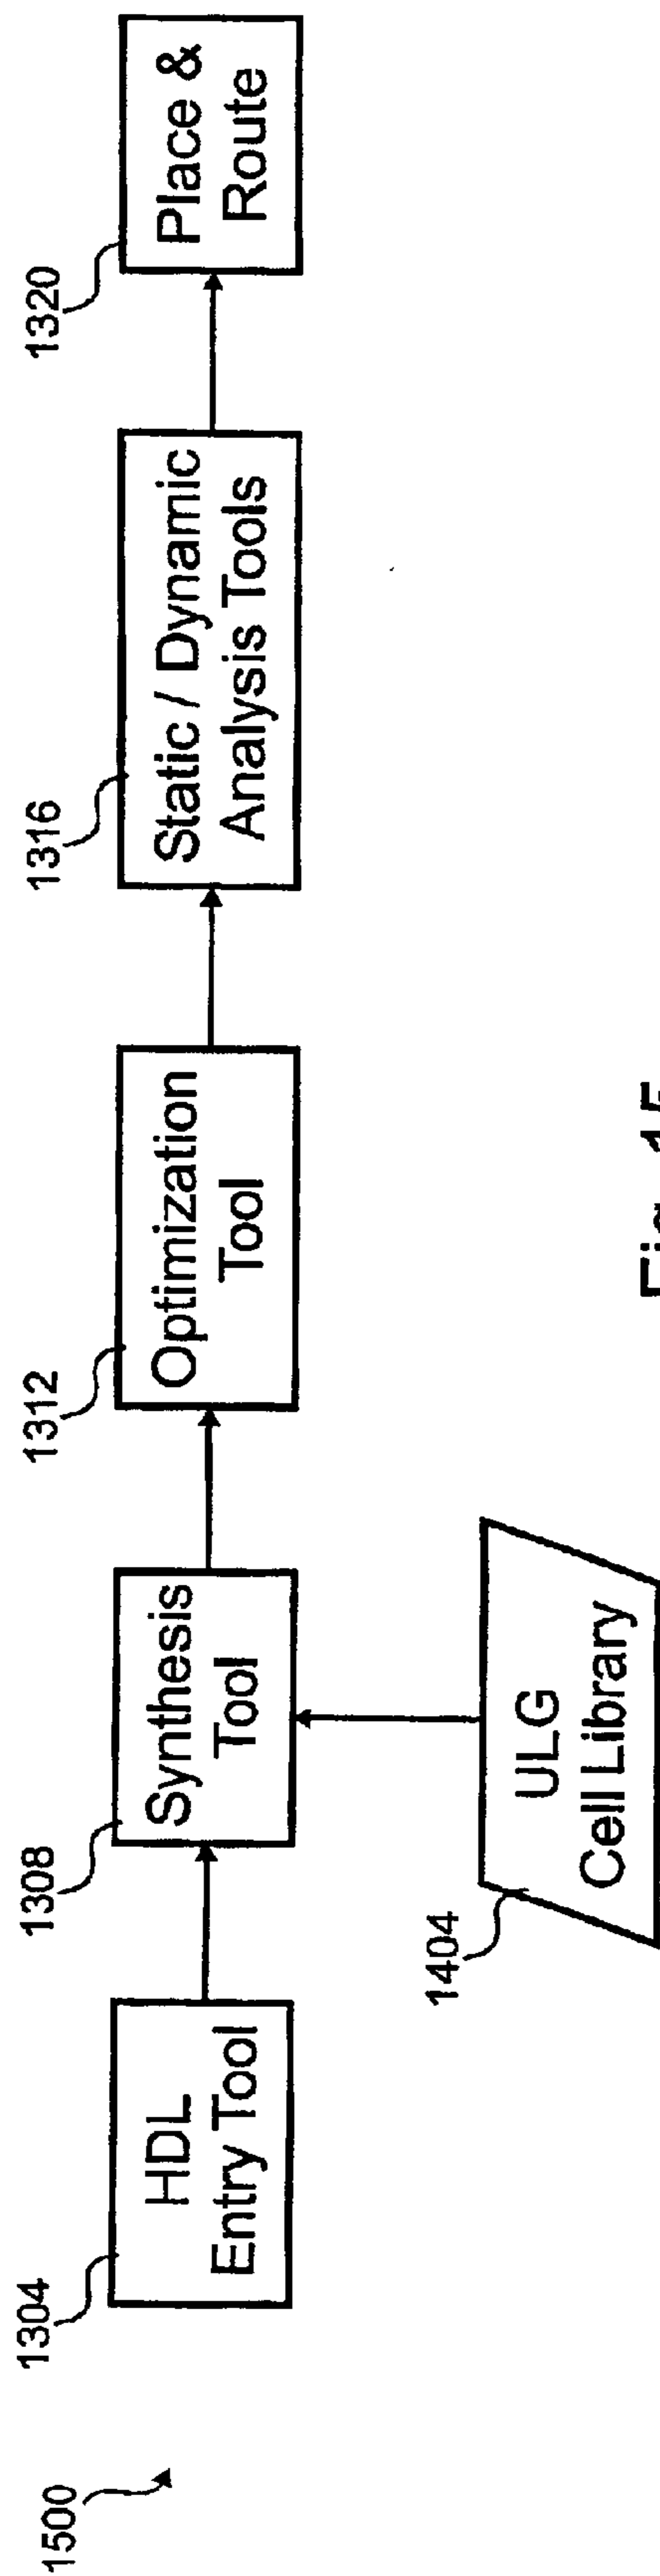 1500
1304
HDL
Entry Tool
1308
Synthesis
Tool
1404
ULG
Cell Library
1312
Optimization
Tool
1316
Static / Dynamic
Analysis Tools
1320
Place &
Route